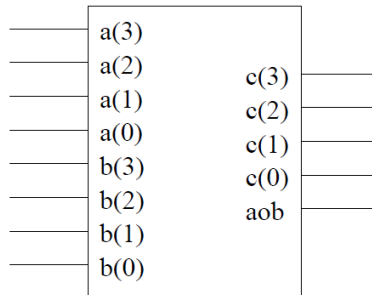 a(3)
a(2)
a(1)
a(0)
b(3)
b(2)
b(1)
b(0)
c(3)
c(2)
c(1)
c(0)
aob